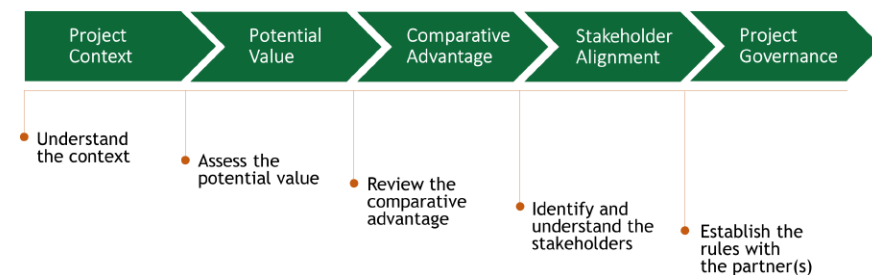 Project
Context
Potential
Value
Comparative
Advantage
Stakeholder
Alignment
Project
Governance
Understand
the context
Assess the
potential value
Review the
comparative
advantage
Identify and
understand the
stakeholders
Establish the
rules with
the partner(s)